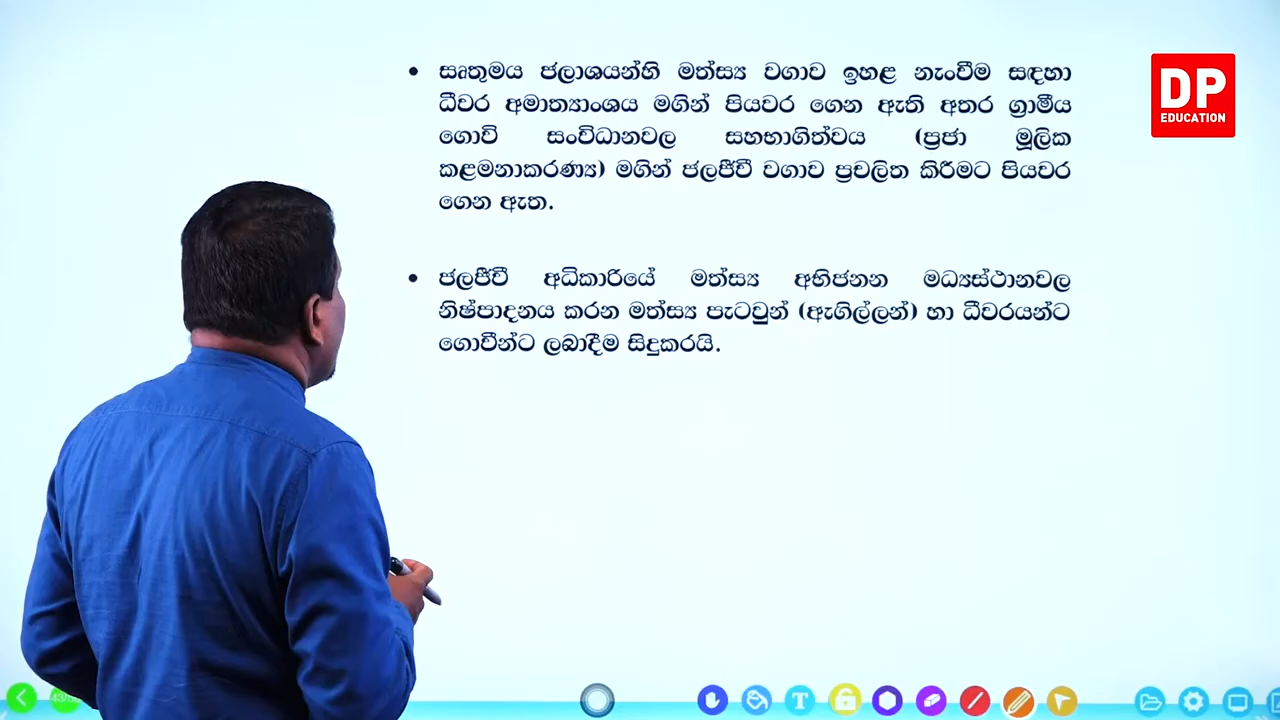 • සෘතුමය ජලාශයන්හි මත්ස්‍ය වගාව ඉහළ නැංවීම සඳහා
ධීවර අමාත්‍යාංශය මගින් පියවර ගෙන ඇති අතර ග්‍රාමීය
ගොවි සංවිධානවල සහභාගිත්වය (ප්‍රජා මූලික
කළමනාකරණ්‍ය) මගින් ජලජීවී වගාව ප්‍රචලිත කිරීමට පියවර
ගෙන ඇත.
• ජලජීවී අධිකාරියේ මත්ස්‍ය අභිජනන මධ්‍යස්ථානවල
නිෂ්පාදනය කරන මත්ස්‍ය පැටවුන් (ඇගිල්ලන්) හා ධීවරයන්ට
ගොවීන්ට ලබාදීම සිදුකරයි.
DP
EDUCATION